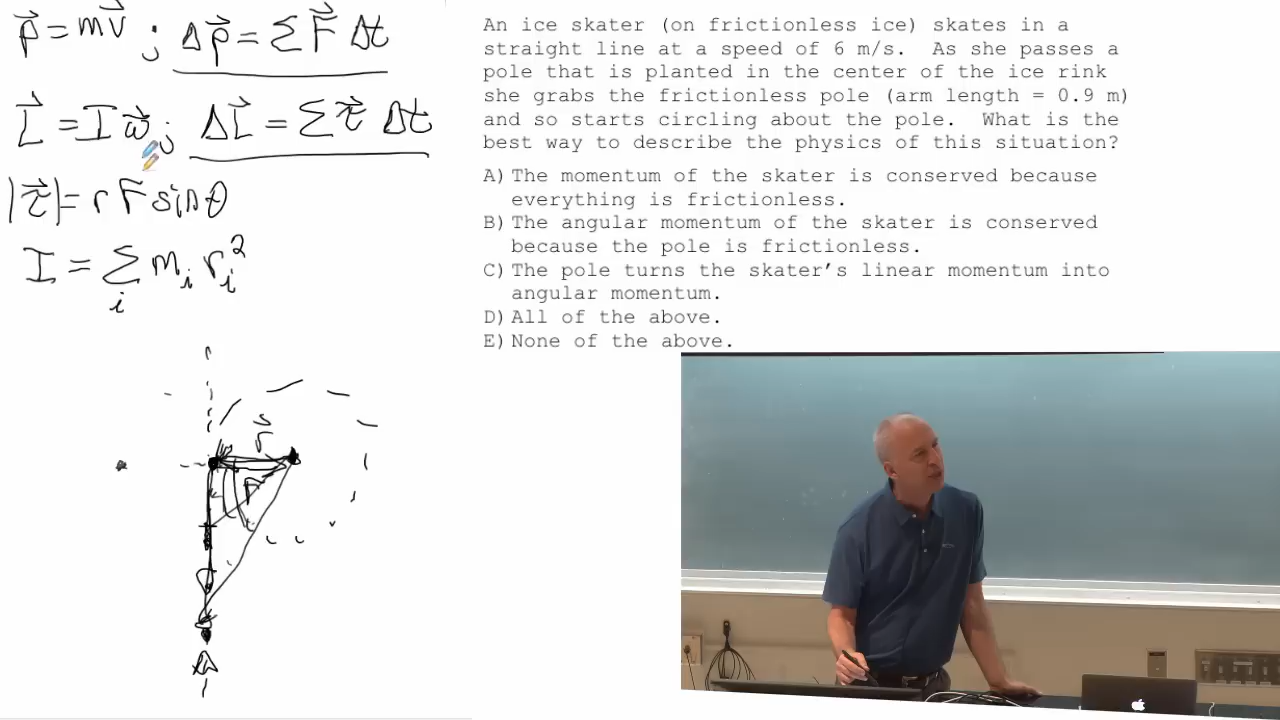 p⃗ = mv⃗ ; Δp⃗ = ΣF⃗ Δt
L⃗ = Iω⃗ ; ΔL⃗ = Στ⃗ Δt
|τ⃗| = rF sinθ
I = Σ_i m_i r_i²
r⃗
An ice skater (on frictionless ice) skates in a
straight line at a speed of 6 m/s. As she passes a
pole that is planted in the center of the ice rink
she grabs the frictionless pole (arm length = 0.9 m)
and so starts circling about the pole. What is the
best way to describe the physics of this situation?
A) The momentum of the skater is conserved because
everything is frictionless.
B) The angular momentum of the skater is conserved
because the pole is frictionless.
C) The pole turns the skater's linear momentum into
angular momentum.
D) All of the above.
E) None of the above.